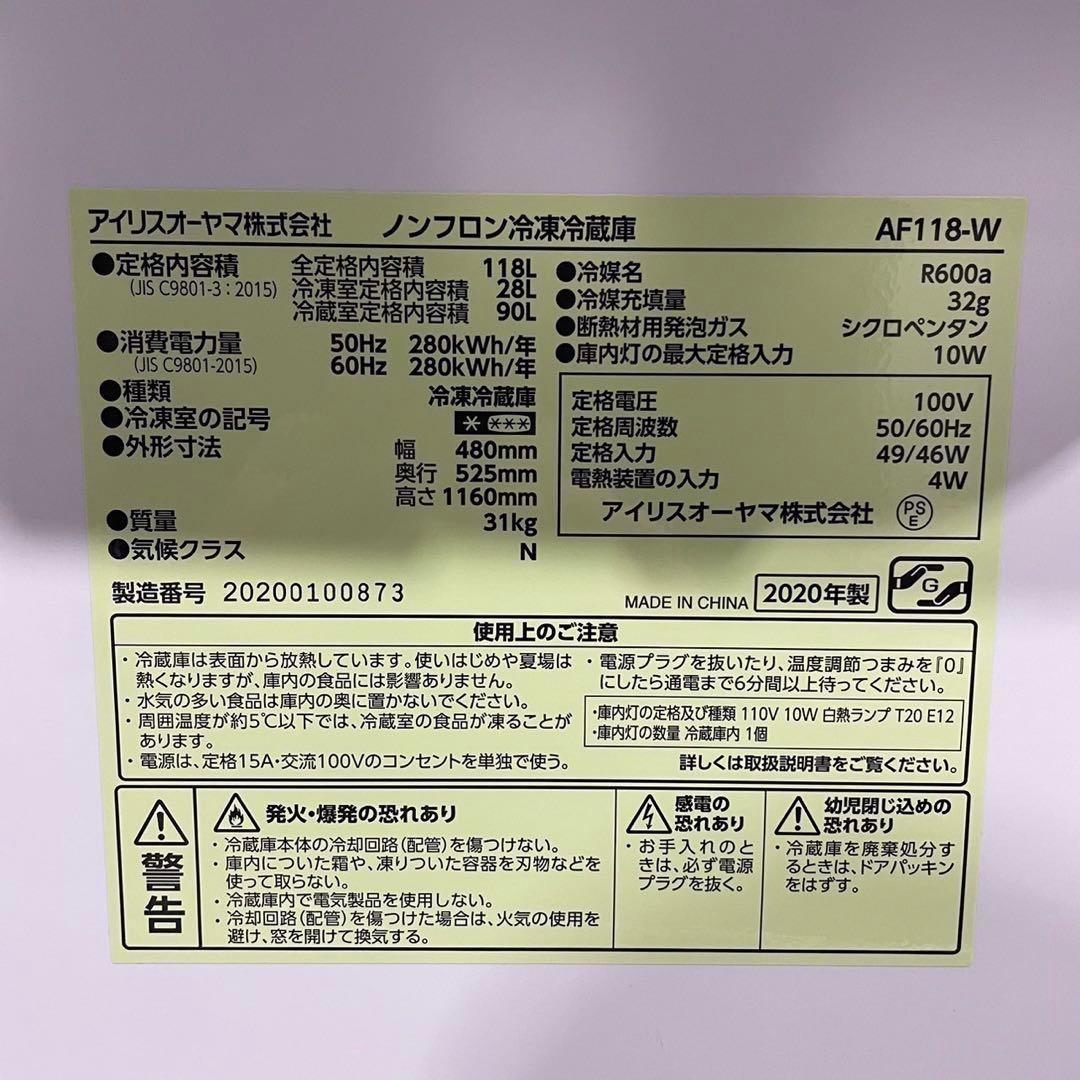 アイリスオーヤマ株式会社 ノンフロン冷凍冷蔵庫 AF118-W
●定格内容積 全定格内容積 118L
(JIS C9801-3：2015) 冷凍室定格内容積 28L
冷蔵室定格内容積 90L
●消費電力量 50Hz 280kWh/年
(JIS C9801-2015) 60Hz 280kWh/年
●種類 冷凍冷蔵庫
●冷凍室の記号 * ***
●外形寸法 幅 480mm
奥行 525mm
高さ 1160mm
●質量 31kg
●気候クラス N
●冷媒名 R600a
●冷媒充填量 32g
●断熱材用発泡ガス シクロペンタン
●庫内灯の最大定格入力 10W
定格電圧 100V
定格周波数 50/60Hz
定格入力 49/46W
電熱装置の入力 4W
アイリスオーヤマ株式会社 PSE
製造番号 20200100873
MADE IN CHINA 2020年製 G
使用上のご注意
・冷蔵庫は表面から放熱しています。使いはじめや夏場は
熱くなりますが、庫内の食品には影響ありません。
・水気の多い食品は庫内の奥に置かないでください。
・周囲温度が約5℃以下では、冷蔵室の食品が凍ることが
あります。
・電源は、定格15A・交流100Vのコンセントを単独で使う。
・電源プラグを抜いたり、温度調節つまみを『0』
にしたら通電まで6分間以上待ってください。
・庫内灯の定格及び種類 110V 10W 白熱ランプ T20 E12
・庫内灯の数量 冷蔵庫内 1個
詳しくは取扱説明書をご覧ください。
警告
発火・爆発の恐れあり
・冷蔵庫本体の冷却回路(配管)を傷つけない。
・庫内についた霜や、凍りついた容器を刃物などを
使って取らない。
・冷蔵庫内で電気製品を使用しない。
・冷却回路(配管)を傷つけた場合は、火気の使用を
避け、窓を開けて換気する。
感電の
恐れあり
・お手入れのと
きは、必ず電源
プラグを抜く。
幼児閉じ込めの
恐れあり
・冷蔵庫を廃棄処分す
るときは、ドアパッキン
をはずす。